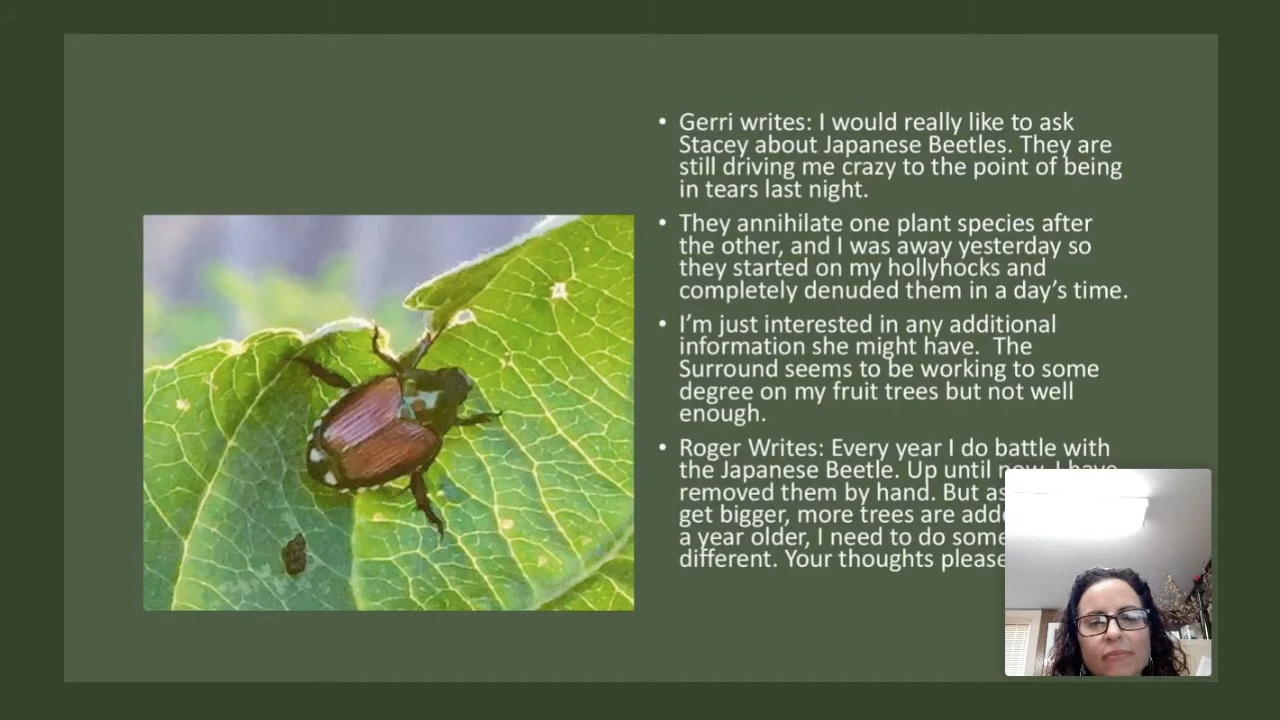 • Gerri writes: I would really like to ask
Stacey about Japanese Beetles. They are
still driving me crazy to the point of being
in tears last night.
• They annihilate one plant species after
the other, and I was away yesterday so
they started on my hollyhocks and
completely denuded them in a day’s time.
• I’m just interested in any additional
information she might have.  The
Surround seems to be working to some
degree on my fruit trees but not well
enough.
• Roger Writes: Every year I do battle with
the Japanese Beetle. Up until now, I have
removed them by hand. But as
get bigger, more trees are
a year older, I need to do
different. Your thoughts please